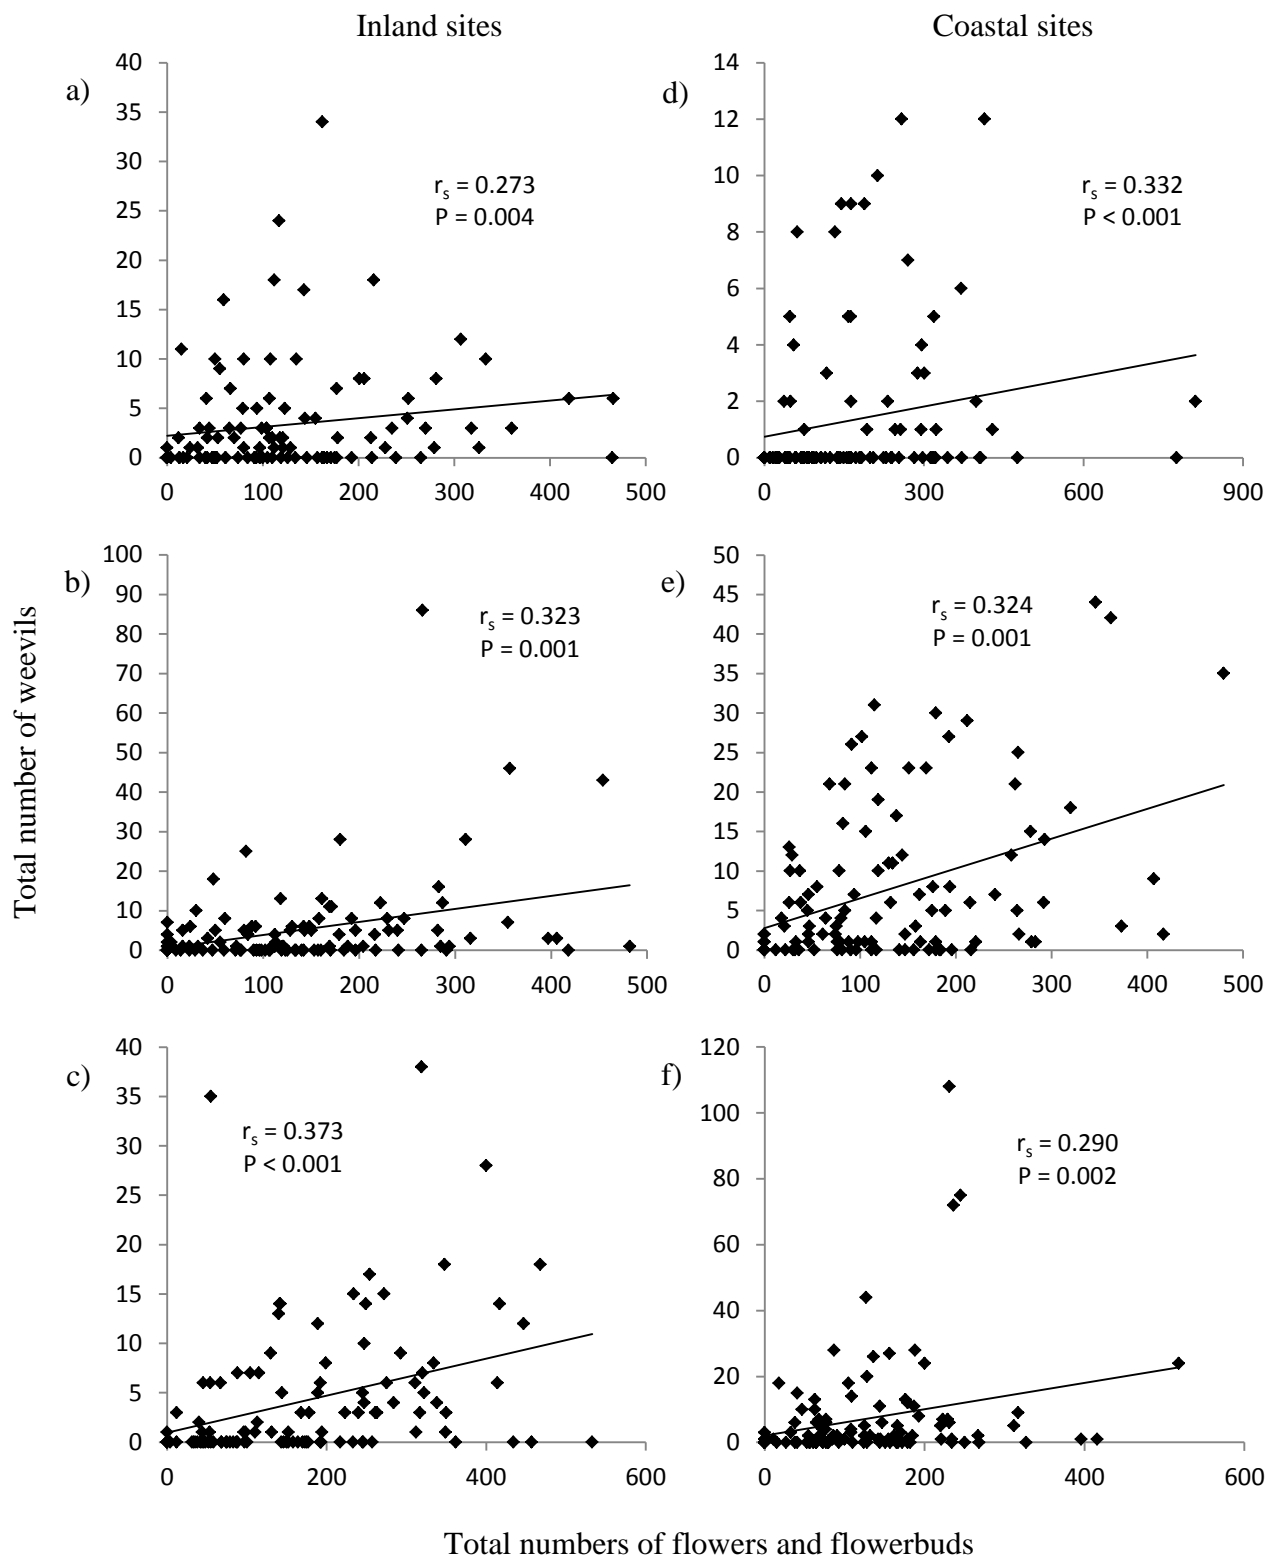 Inland sites
Coastal sites
a)
40
35
30
25
20
15
10
5
0
0 100 200 300 400 500
r_s = 0.273
P = 0.004
d)
14
12
10
8
6
4
2
0
0 300 600 900
r_s = 0.332
P < 0.001
Total number of weevils
b)
100
90
80
70
60
50
40
30
20
10
0
0 100 200 300 400 500
r_s = 0.323
P = 0.001
e)
50
45
40
35
30
25
20
15
10
5
0
0 100 200 300 400 500
r_s = 0.324
P = 0.001
c)
40
35
30
25
20
15
10
5
0
0 200 400 600
r_s = 0.373
P < 0.001
f)
120
100
80
60
40
20
0
0 200 400 600
r_s = 0.290
P = 0.002
Total numbers of flowers and flowerbuds